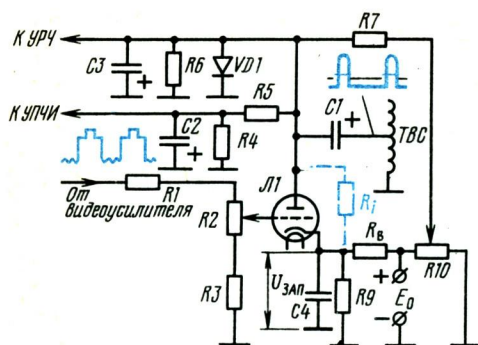 К УРЧ
R7
C3
+
R6
VD1
R5
К УПЧИ
C1
+
ТВС
C2
+
R4
Л1
От видеоусилителя
R1
R2
Ri
Rв
R10
R3
Uзап
C4
R9
+
E0
−